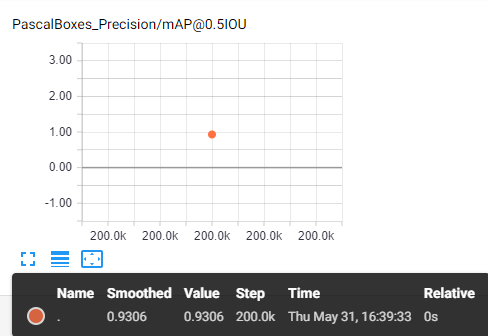 PascalBoxes_Precision/mAP@0.5IOU
3.00
2.00
1.00
0.00
-1.00
200.0k 200.0k 200.0k 200.0k 200.0k
Name Smoothed Value Step Time Relative
. 0.9306 0.9306 200.0k Thu May 31, 16:39:33 0s